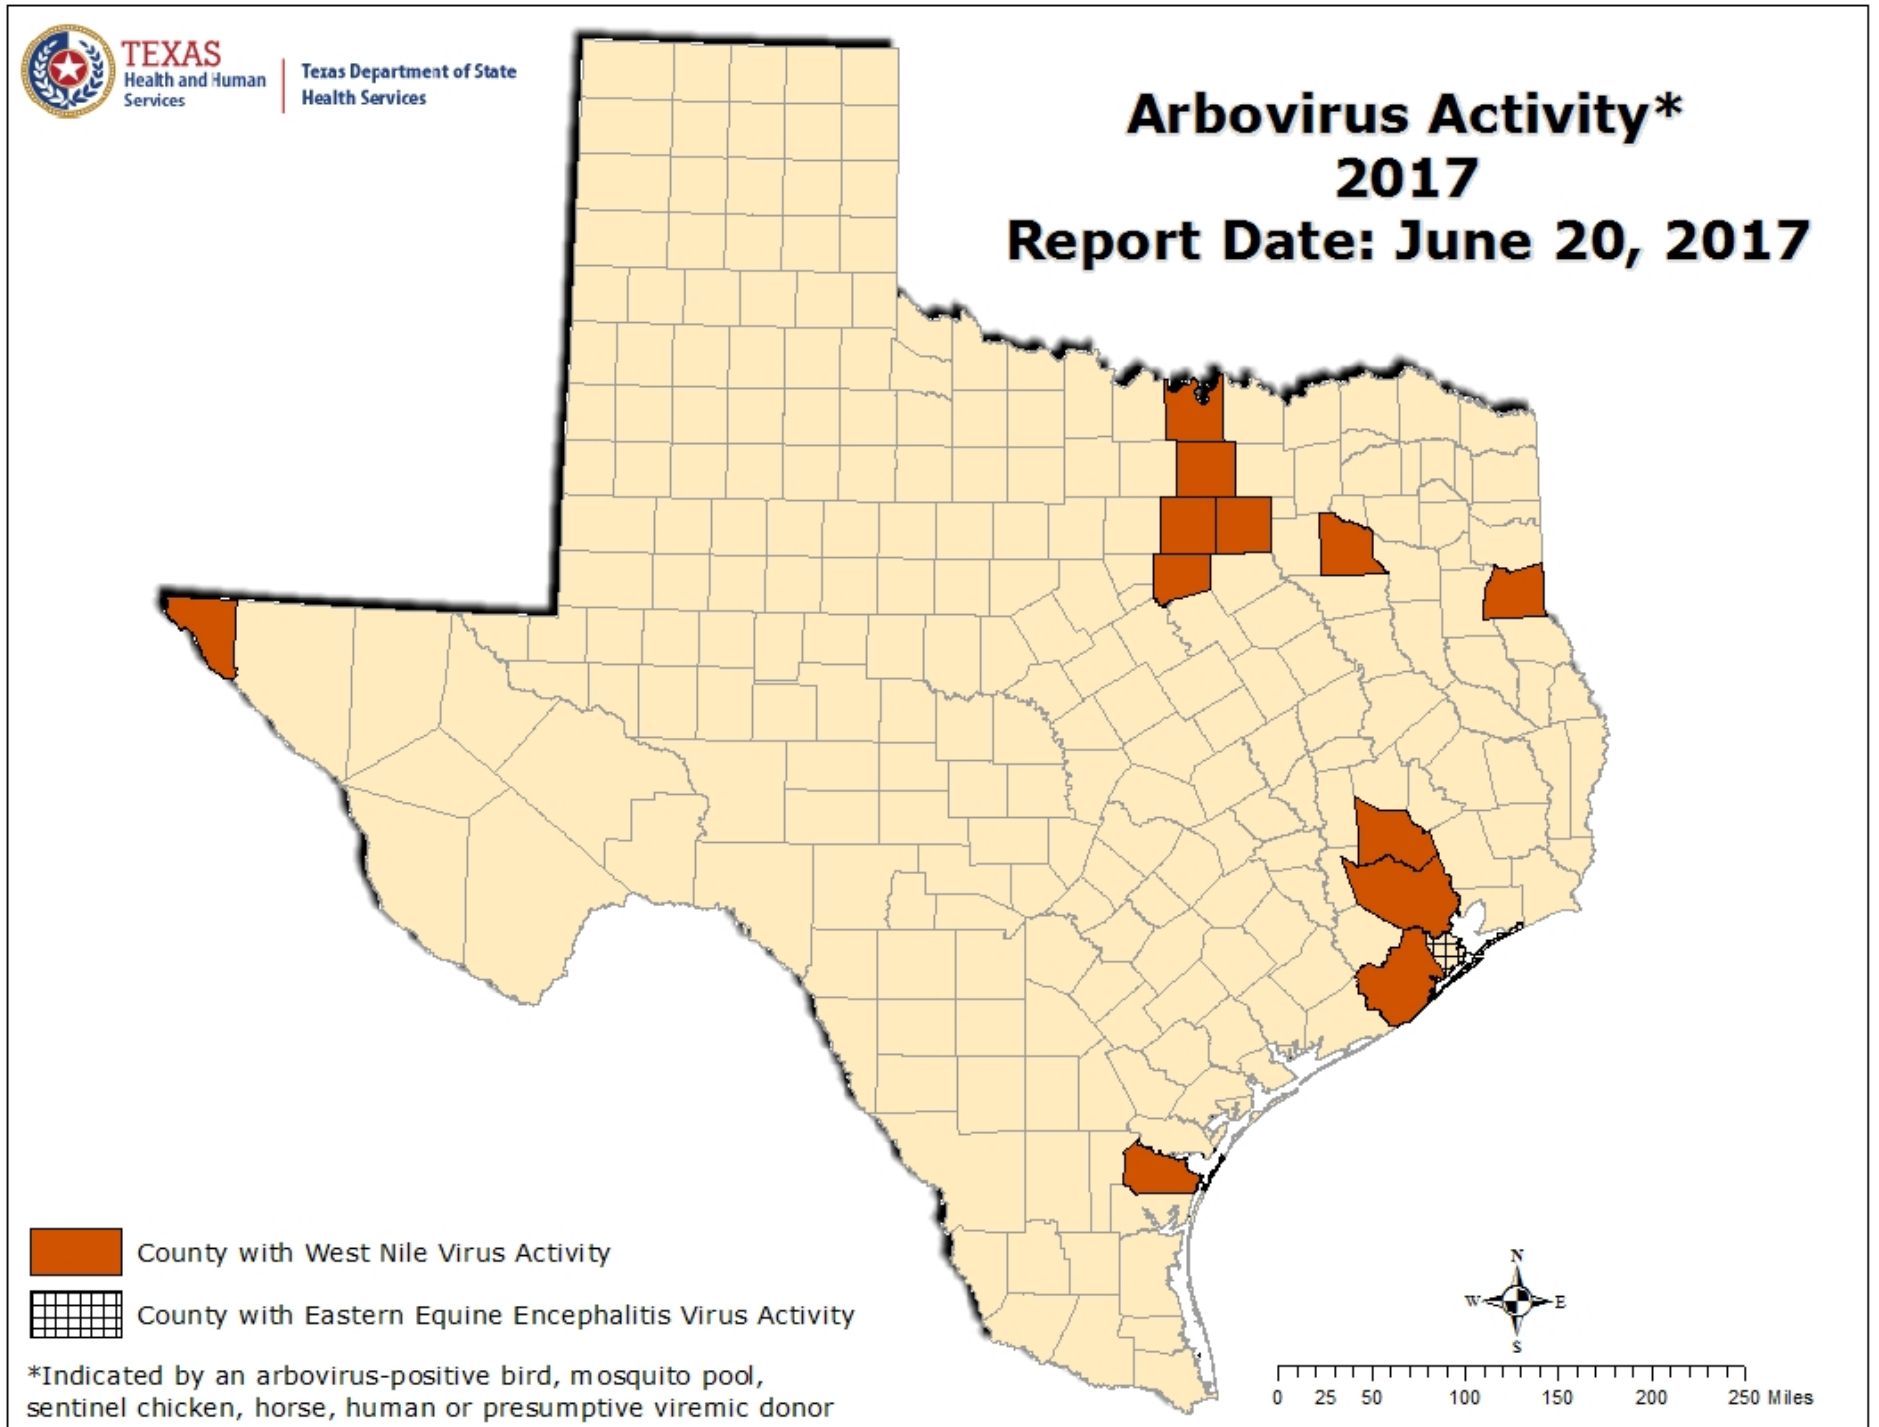 TEXAS
Health and Human
Services
Texas Department of State
Health Services
Arbovirus Activity*
2017
Report Date: June 20, 2017
County with West Nile Virus Activity
County with Eastern Equine Encephalitis Virus Activity
*Indicated by an arbovirus-positive bird, mosquito pool,
sentinel chicken, horse, human or presumptive viremic donor
N
W E
S
0 25 50 100 150 200 250 Miles